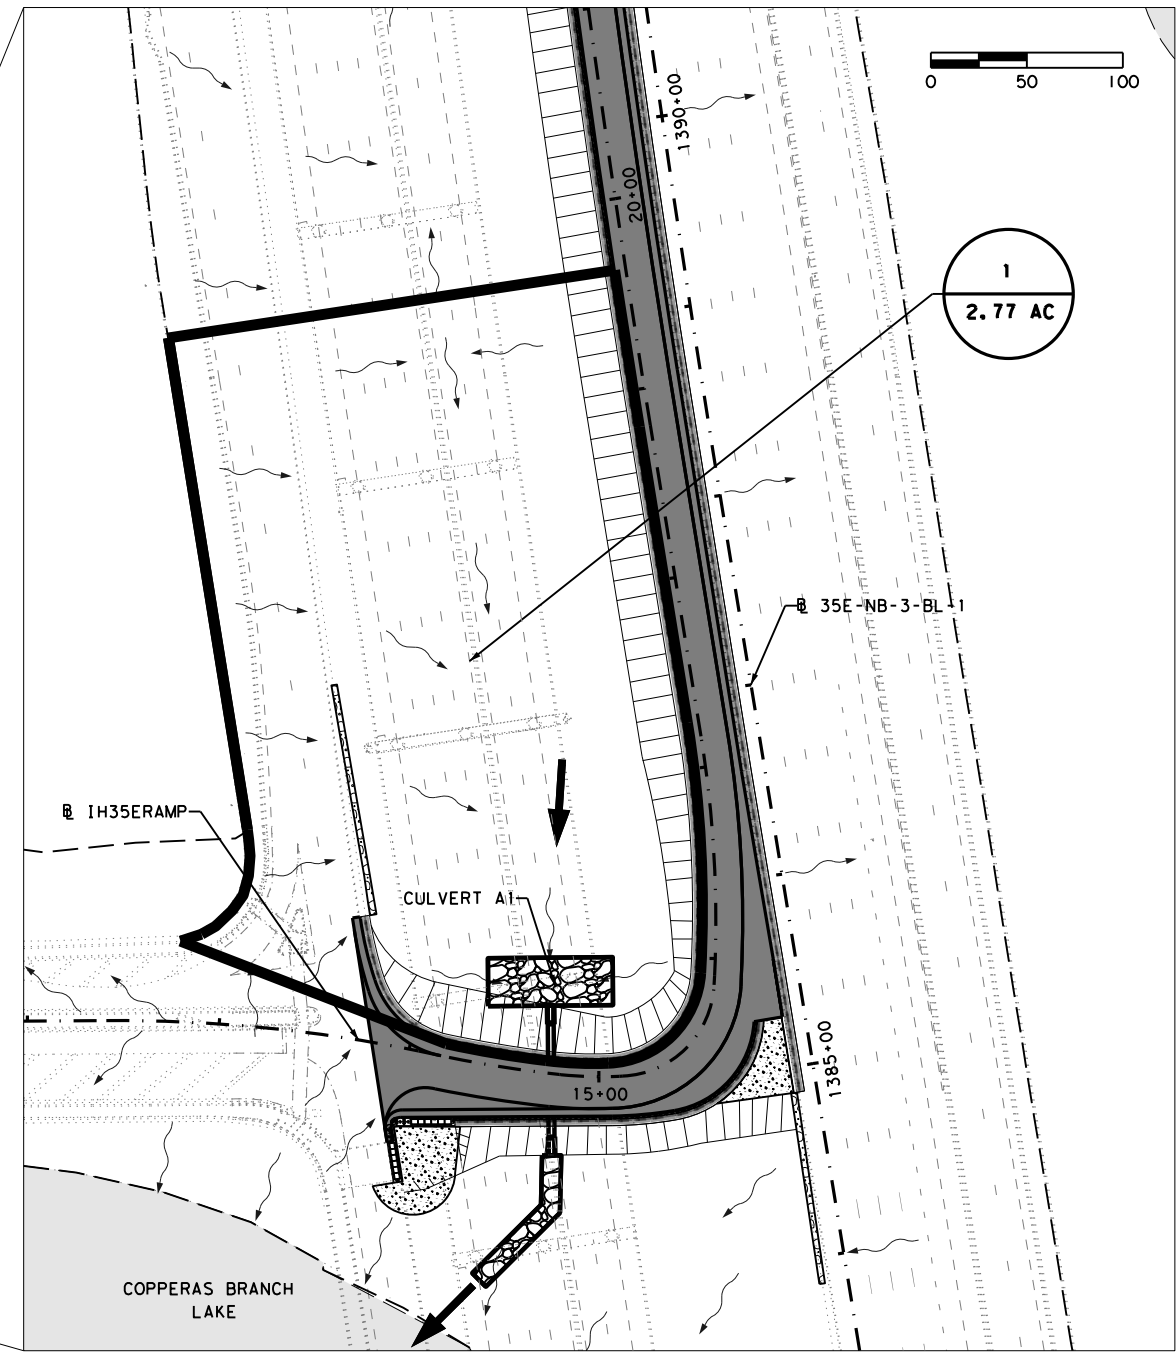 0 50 100
1390+00
20+00
1
2.77 AC
℄ 35E-NB-3-BL-1
℄ IH35ERAMP
CULVERT A1
1385+00
15+00
COPPERAS BRANCH
LAKE